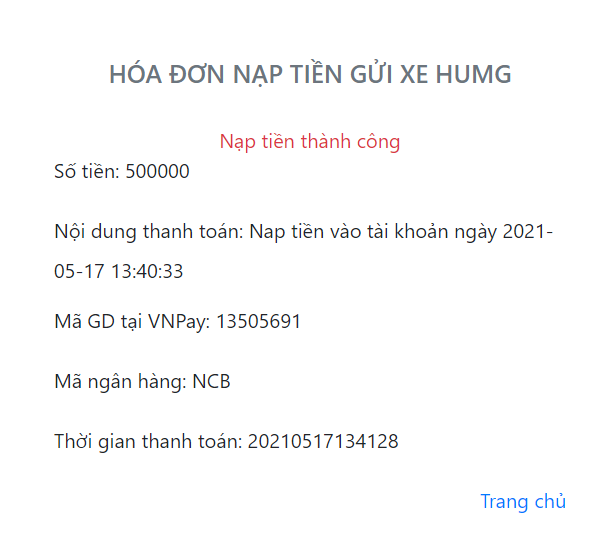 HÓA ĐƠN NẠP TIỀN GỬI XE HUMG
Nạp tiền thành công
Số tiền: 500000
Nội dung thanh toán: Nap tiền vào tài khoản ngày 2021-
05-17 13:40:33
Mã GD tại VNPay: 13505691
Mã ngân hàng: NCB
Thời gian thanh toán: 20210517134128
Trang chủ